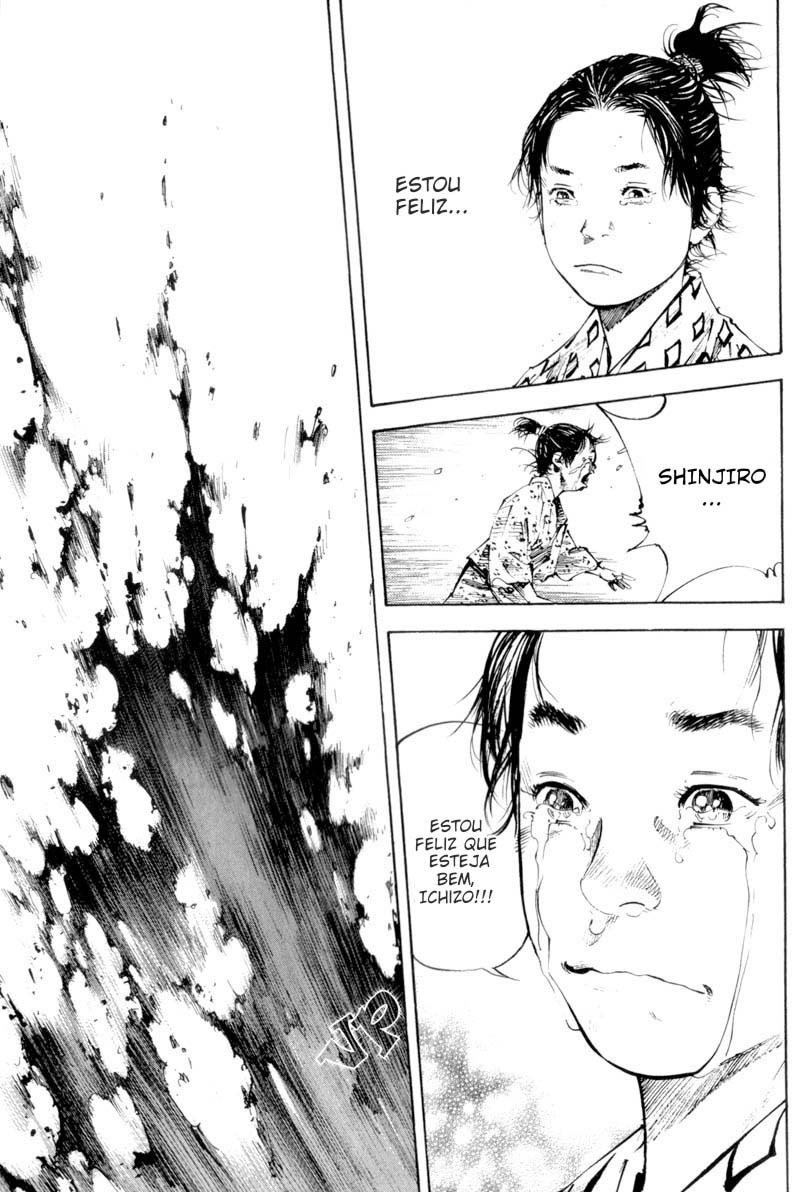 ESTOU
FELIZ...
SHINJIRO
...
ESTOU
FELIZ QUE
ESTEJA
BEM,
ICHIZO!!!